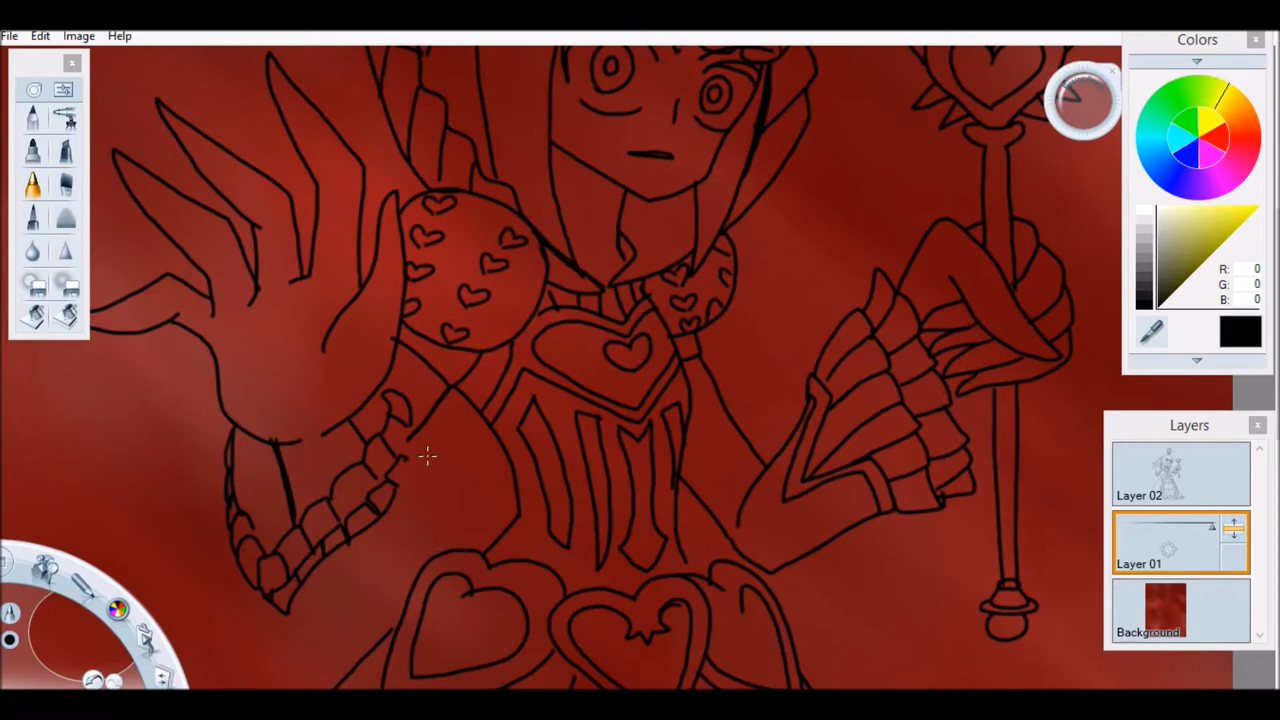 File Edit Image Help
Colors
R: 0
G: 0
B: 0
Layers
Layer 02
Layer 01
Background